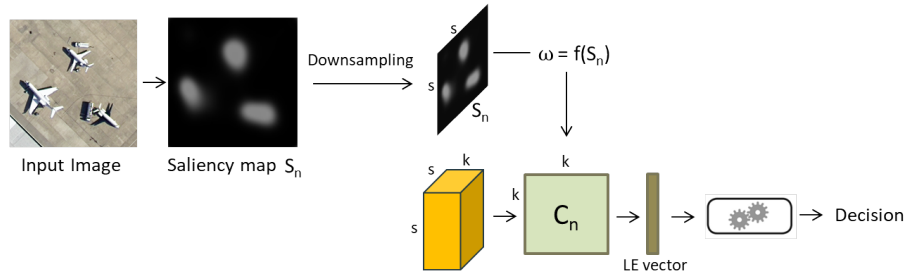 Input Image
Saliency map Sn
Downsampling
s
s
Sn
ω = f(Sn)
s
k
s
k
k
Cn
LE vector
Decision